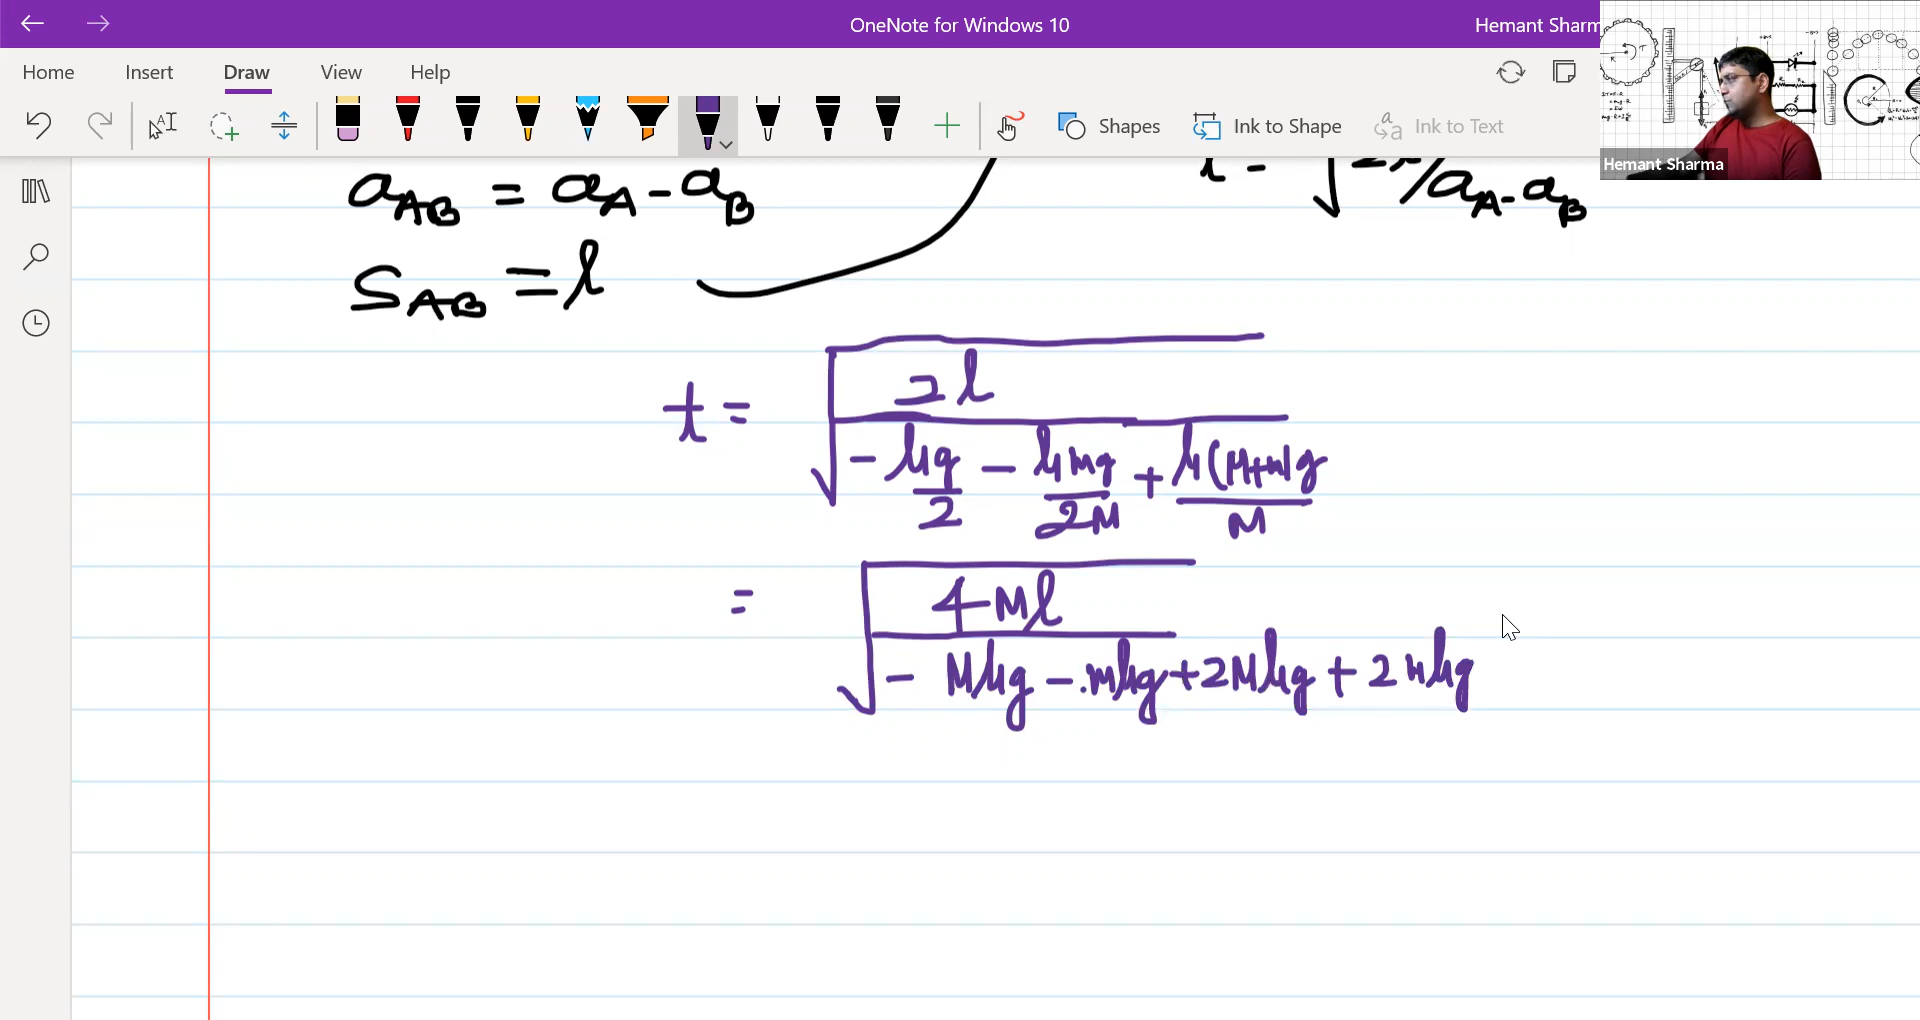 OneNote for Windows 10
Hemant Sharm
Home Insert Draw View Help
Shapes Ink to Shape Ink to Text
Hemant Sharma
a_AB = a_A - a_B
t = √2l/a_A - a_B
S_AB = l
t = √(2l / (-μg/2 - μmg/2M + μ(M+m)g/M))
= √(4Ml / (-Mμg - mμg + 2Mμg + 2mμg))